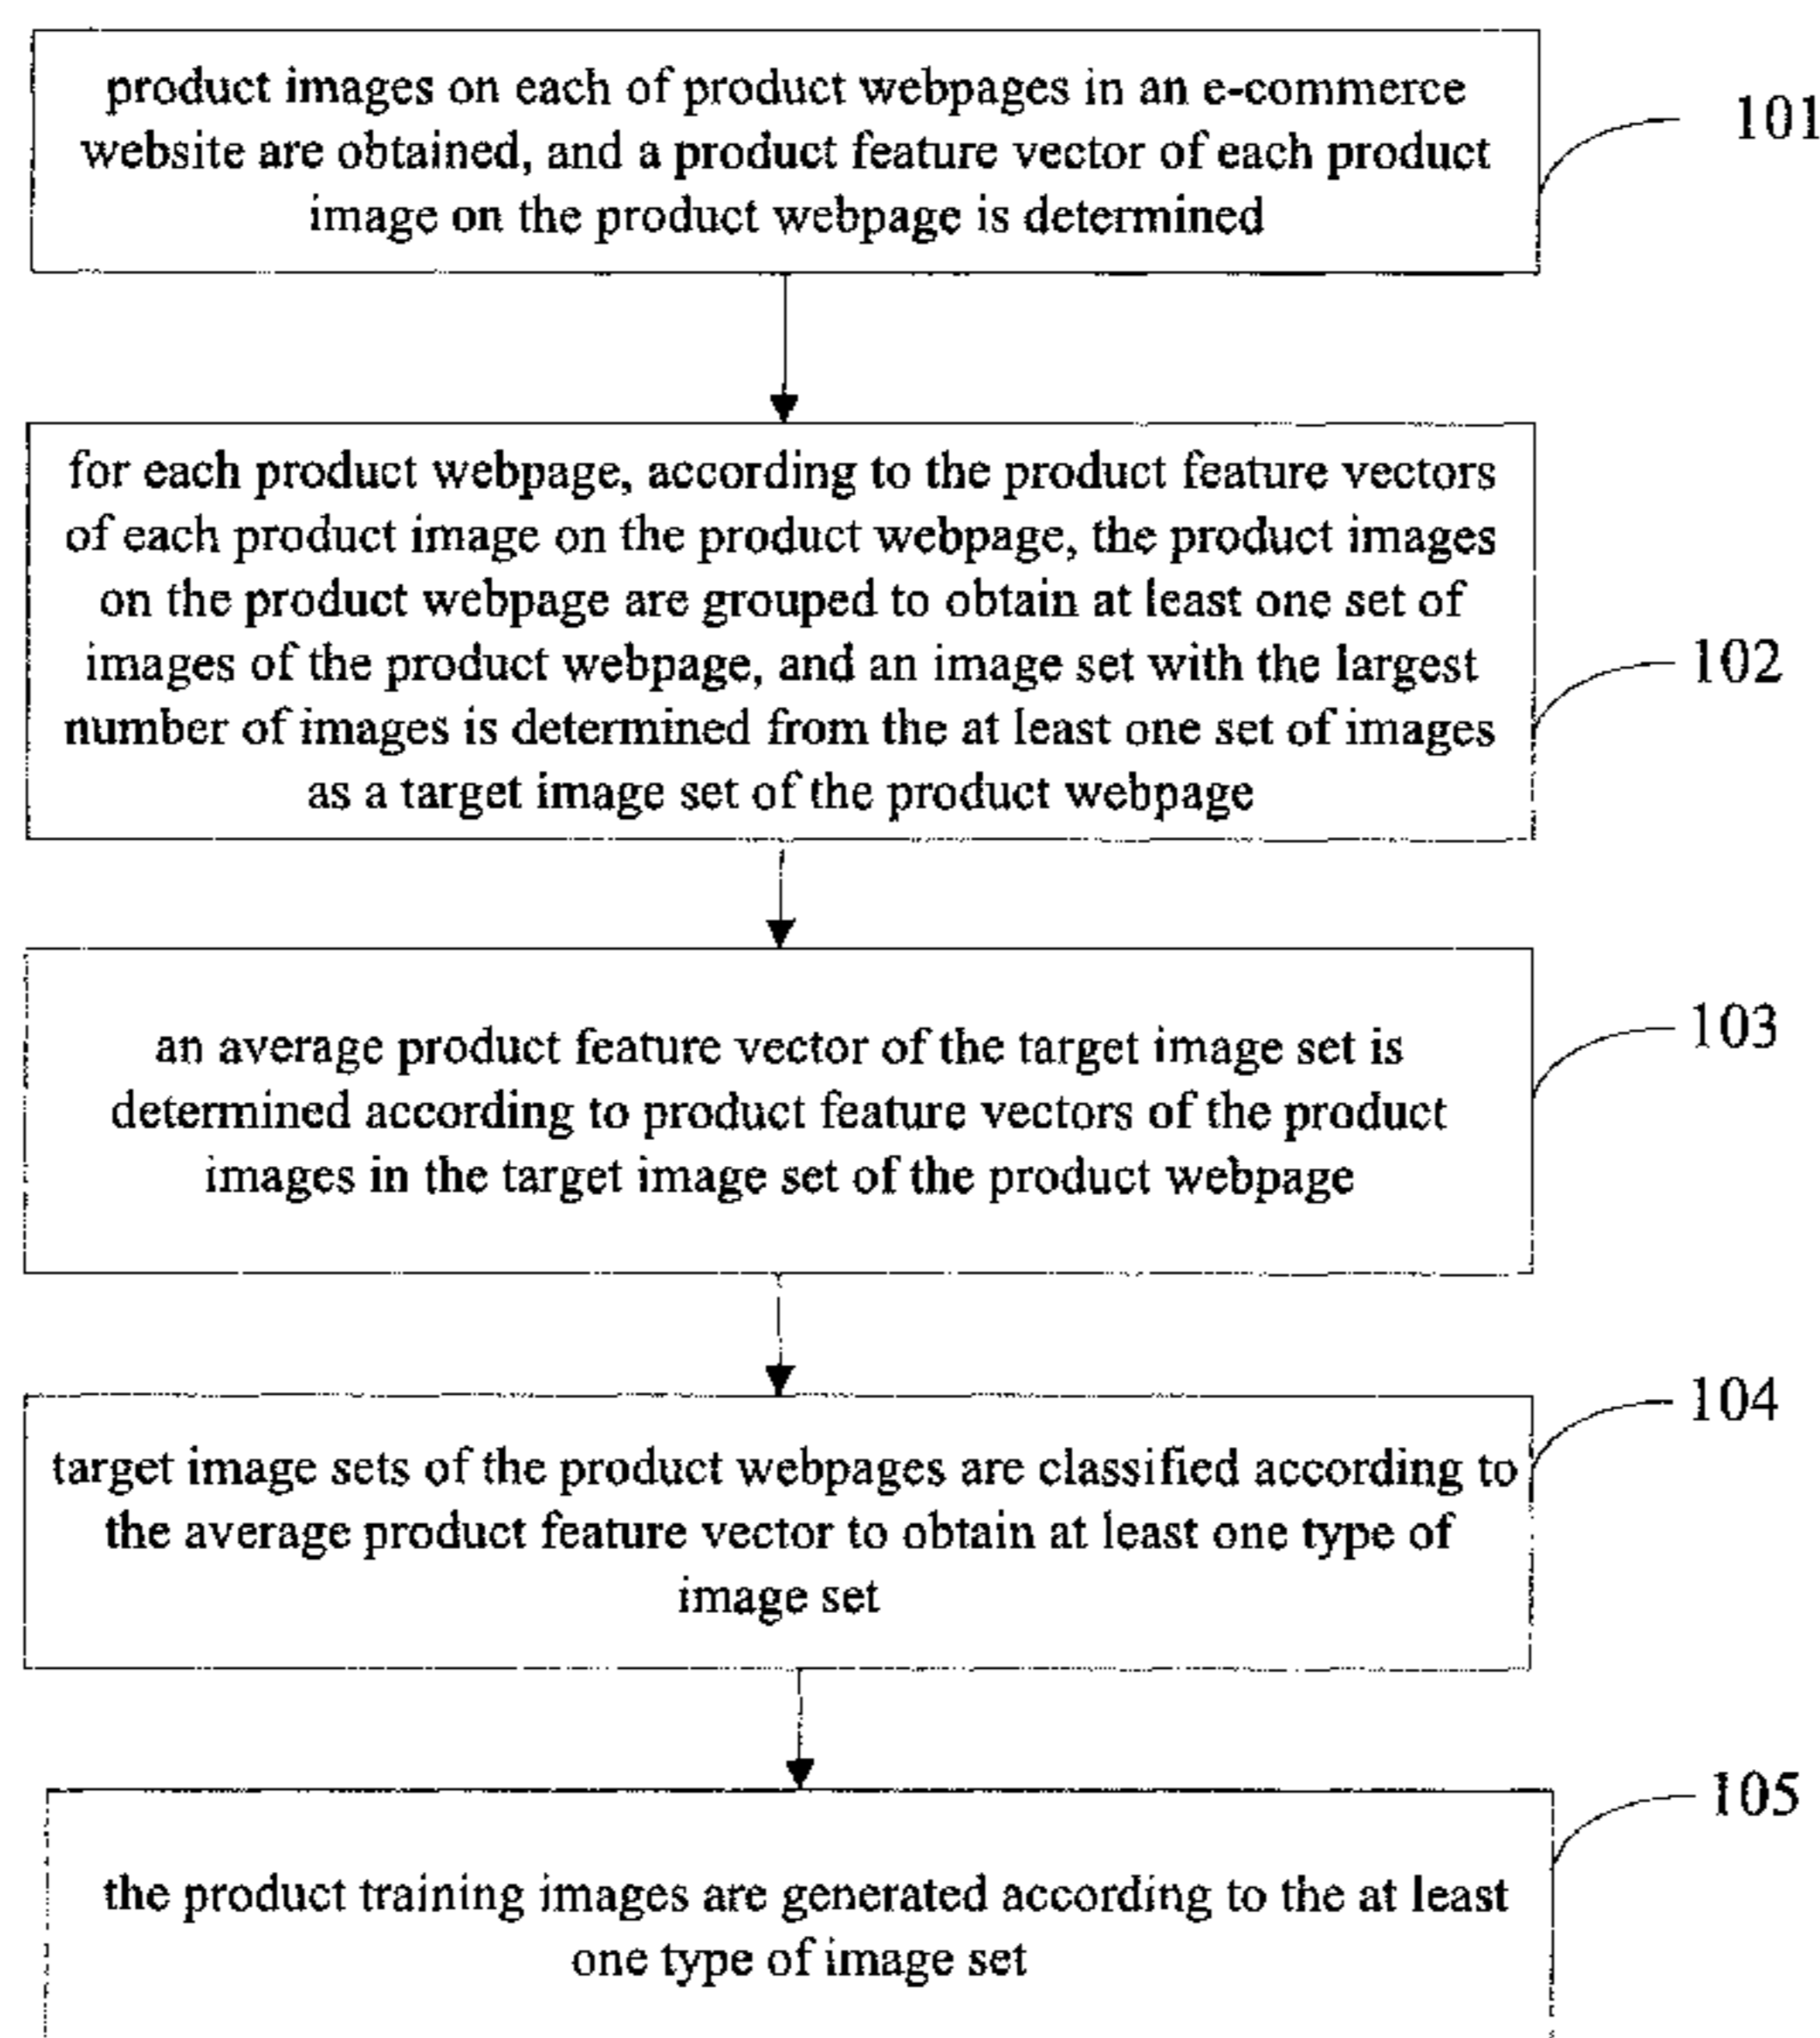 product images on each of product webpages in an e-commerce
website are obtained, and a product feature vector of each product
image on the product webpage is determined
101
for each product webpage, according to the product feature vectors
of each product image on the product webpage, the product images
on the product webpage are grouped to obtain at least one set of
images of the product webpage, and an image set with the largest
number of images is determined from the at least one set of images
as a target image set of the product webpage
102
an average product feature vector of the target image set is
determined according to product feature vectors of the product
images in the target image set of the product webpage
103
target image sets of the product webpages are classified according to
the average product feature vector to obtain at least one type of
image set
104
the product training images are generated according to the at least
one type of image set
105